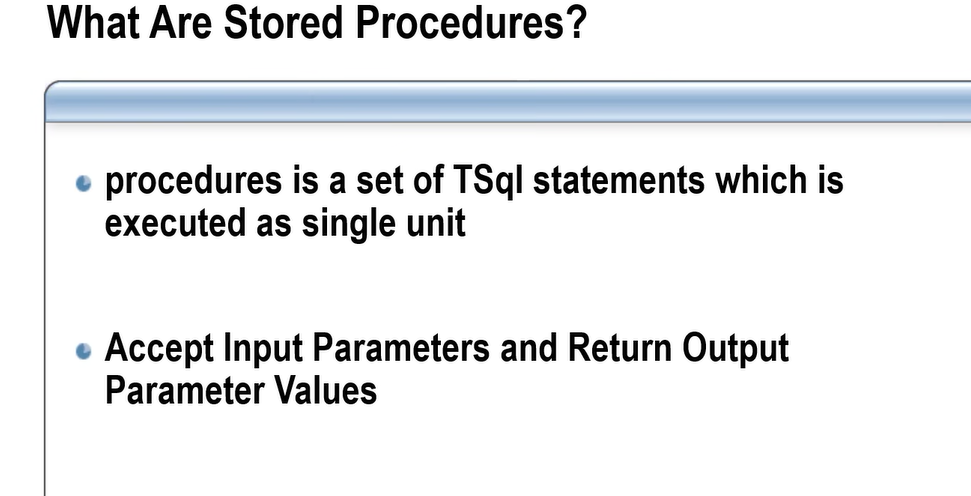 What Are Stored Procedures?
procedures is a set of TSql statements which is
executed as single unit
Accept Input Parameters and Return Output
Parameter Values